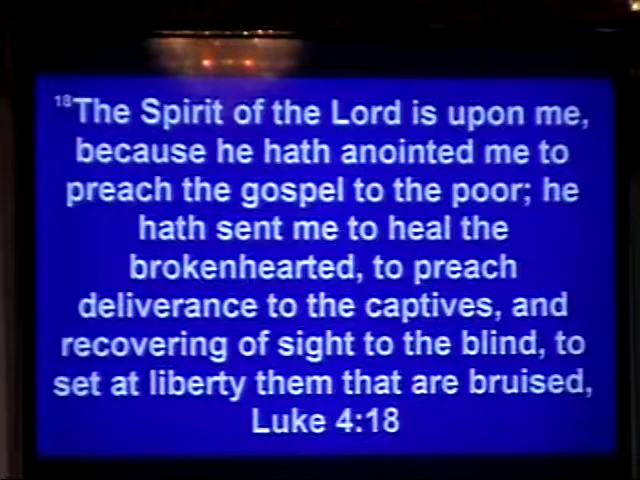 18The Spirit of the Lord is upon me,
because he hath anointed me to
preach the gospel to the poor; he
hath sent me to heal the
brokenhearted, to preach
deliverance to the captives, and
recovering of sight to the blind, to
set at liberty them that are bruised,
Luke 4:18